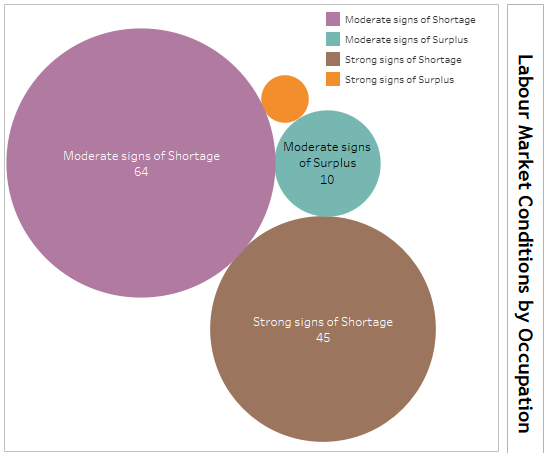 Moderate signs of Shortage
Moderate signs of Surplus
Strong signs of Shortage
Strong signs of Surplus
Moderate signs of Shortage
64
Moderate signs
of Surplus
10
Strong signs of Shortage
45
Labour Market Conditions by Occupation